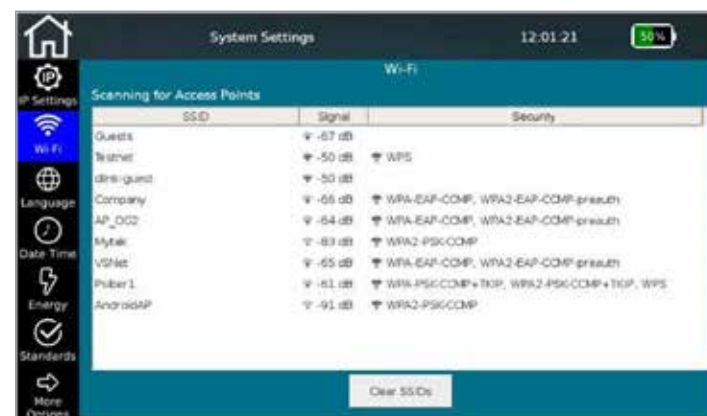 System Settings 12:01:21 50%
Wi-Fi
Scanning for Access Points
SSID Signal Security
Guests -67 dB
Testnet -50 dB WPS
dlink-guest -50 dB
Company -66 dB WPA-EAP-CCMP, WPA2-EAP-CCMP-preauth
AP_OG2 -64 dB WPA-EAP-CCMP, WPA2-EAP-CCMP-preauth
Mytek -83 dB WPA2-PSK-CCMP
VSNet -65 dB WPA-EAP-CCMP, WPA2-EAP-CCMP-preauth
Psiber1 -61 dB WPA-PSK-CCMP+TKIP, WPA2-PSK-CCMP+TKIP, WPS
AndroidAP -91 dB WPA2-PSK-CCMP
Clear SSIDs
IP
IP Settings
Wi-Fi
Language
Date Time
Energy
Standards
More
Options